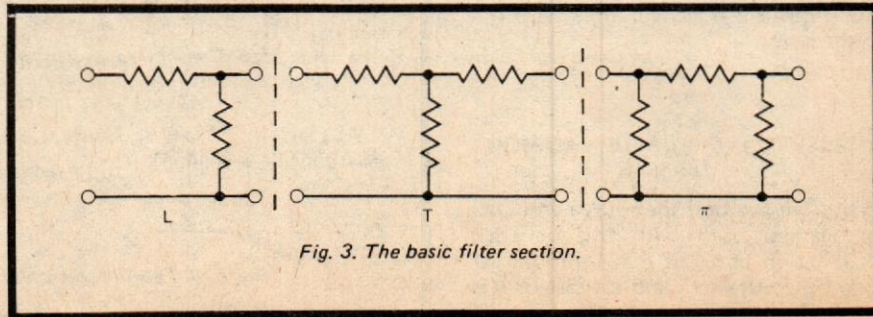 L
T
π
Fig. 3. The basic filter section.